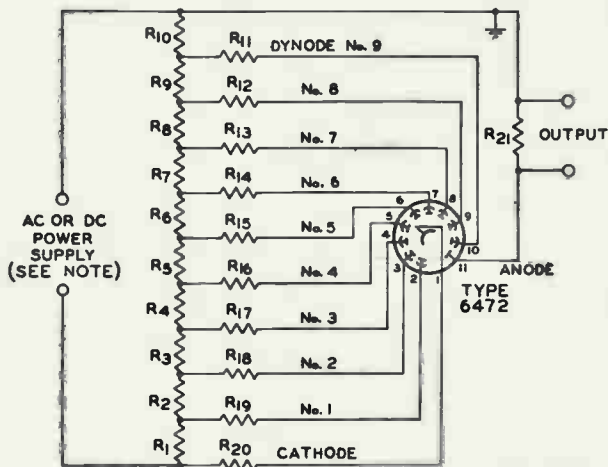 R10
R11
DYNODE No. 9
R9
R12
No. 8
R8
R13
No. 7
R7
R14
No. 6
R6
R15
No. 5
R5
R16
No. 4
R4
R17
No. 3
R3
R18
No. 2
R2
R19
No. 1
R1
R20
CATHODE
AC OR DC
POWER
SUPPLY
(SEE NOTE)
1
2
3
4
5
6
7
8
9
10
11
TYPE
6472
ANODE
R21
OUTPUT